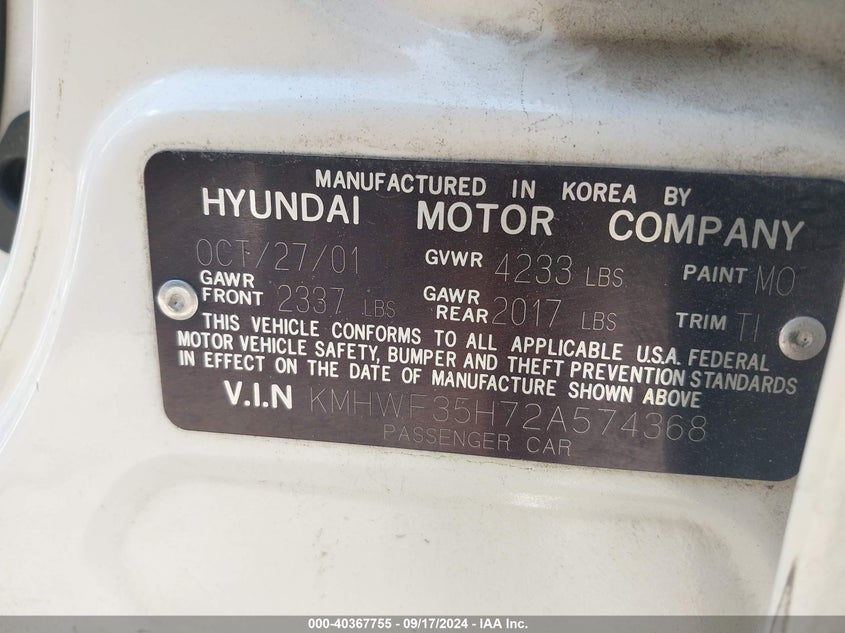 MANUFACTURED IN KOREA BY
HYUNDAI MOTOR COMPANY
OCT/27/01 GVWR 4233 LBS PAINT MO
GAWR FRONT 2337 LBS GAWR REAR 2017 LBS TRIM TI
THIS VEHICLE CONFORMS TO ALL APPLICABLE U.S.A. FEDERAL
MOTOR VEHICLE SAFETY, BUMPER AND THEFT PREVENTION STANDARDS
IN EFFECT ON THE DATE OF MANUFACTURE SHOWN ABOVE
V.I.N KMHWF35H72A574368
PASSENGER CAR
000-40367755 - 09/17/2024 - IAA Inc.